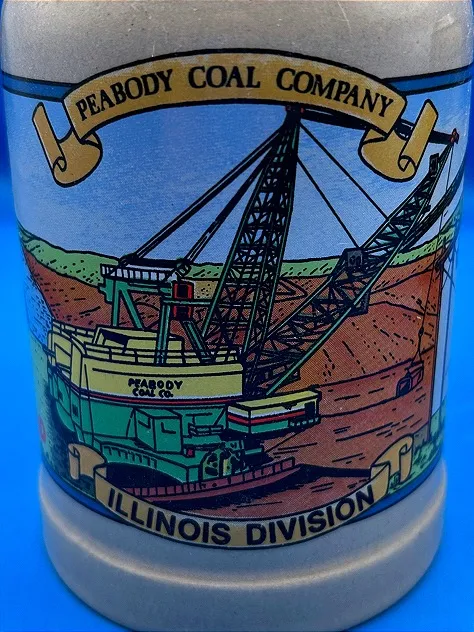 PEABODY COAL COMPANY
PEABODY
COAL CO.
ILLINOIS DIVISION